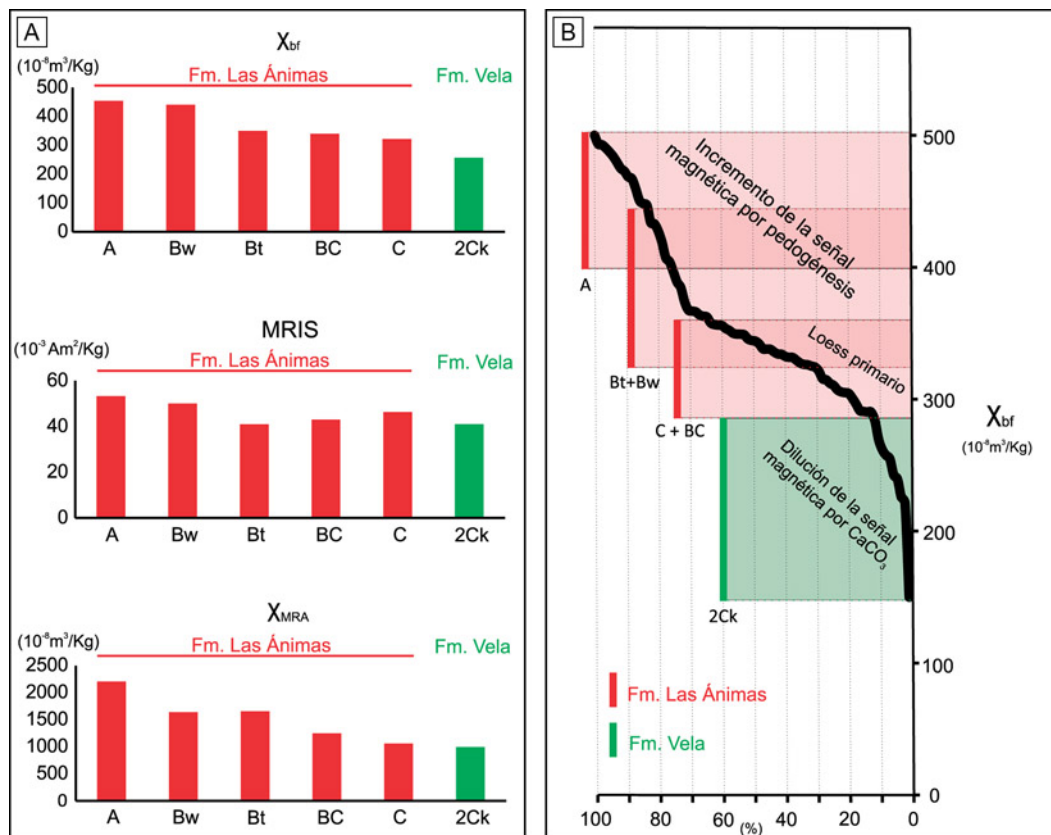 A
Χbf
(10⁻⁸m³/Kg)
Fm. Las Ánimas
Fm. Vela
500
400
300
200
100
0
A
Bw
Bt
BC
C
2Ck
MRIS
(10⁻³ Am²/Kg)
Fm. Las Ánimas
Fm. Vela
60
40
20
0
A
Bw
Bt
BC
C
2Ck
ΧMRA
(10⁻⁸m³/Kg)
Fm. Las Ánimas
Fm. Vela
2500
2000
1500
1000
500
0
A
Bw
Bt
BC
C
2Ck
B
Incremento de la señal
magnética por pedogénesis
Loess primario
Dilución de la señal
magnética por CaCO₃
A
Bt+Bw
C + BC
2Ck
500
400
300
200
100
0
Χbf
(10⁻⁸m³/Kg)
Fm. Las Ánimas
Fm. Vela
100
80
60
40
20
0
(%)